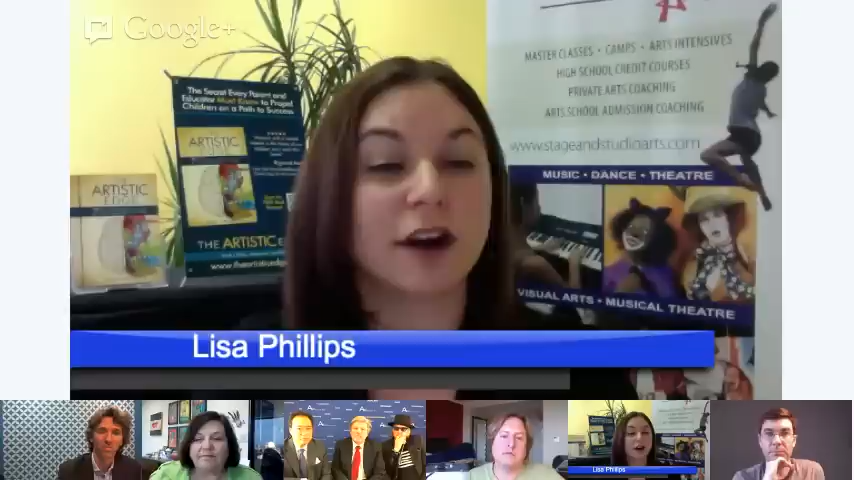 Google+
MASTER CLASSES • CAMPS • ARTS INTENSIVES
HIGH SCHOOL CREDIT COURSES
PRIVATE ARTS COACHING
ARTS SCHOOL ADMISSION COACHING
www.stageandstudioarts.com
MUSIC • DANCE • THEATRE
VISUAL ARTS • MUSICAL THEATRE
The Secret Every Parent and
Educator Must Know to Propel
Children on a Path to Success
ARTISTIC
THE ARTISTIC
ARTISTIC
EDGE
Lisa Phillips
Lisa Phillips